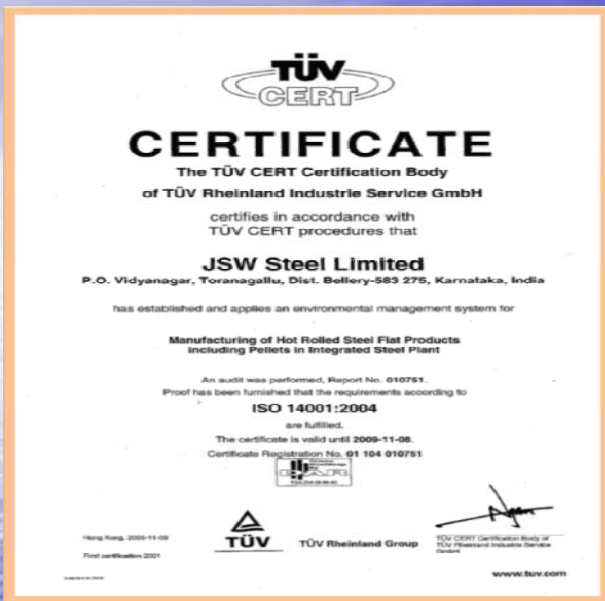 TÜV
CERT
CERTIFICATE
The TÜV CERT Certification Body
of TÜV Rheinland Industrie Service GmbH
certifies in accordance with
TÜV CERT procedures that
JSW Steel Limited
P.O. Vidyanagar, Toranagallu, Dist. Bellery-583 275, Karnataka, India
has established and applies an environmental management system for
Manufacturing of Hot Rolled Steel Flat Products
including Pellets in Integrated Steel Plant
An audit was performed, Report No. 010751.
Proof has been furnished that the requirements according to
ISO 14001:2004
are fulfilled.
The certificate is valid until 2009-11-08.
Certificate Registration No. 01 104 010751
Hong Kong,
First certification 2001
TÜV
TÜV Rheinland Group
TÜV CERT Certification Body of
TÜV Rheinland Industrie Service
GmbH
www.tuv.com